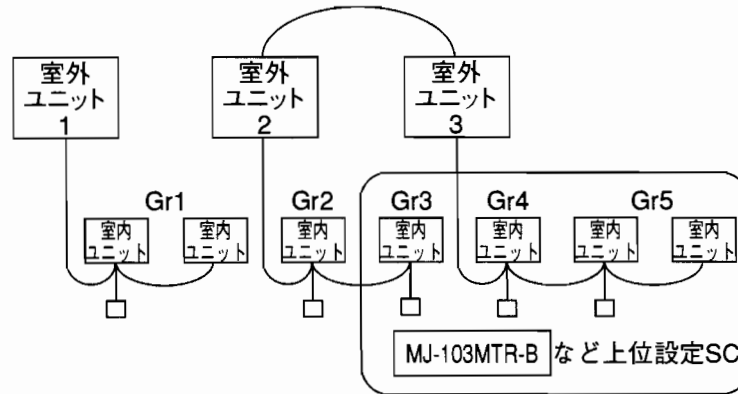 室外
ユニット
1
室外
ユニット
2
室外
ユニット
3
Gr1
Gr2
Gr3
Gr4
Gr5
室内
ユニット
室内
ユニット
室内
ユニット
室内
ユニット
室内
ユニット
室内
ユニット
室内
ユニット
MJ-103MTR-B など上位設定SC